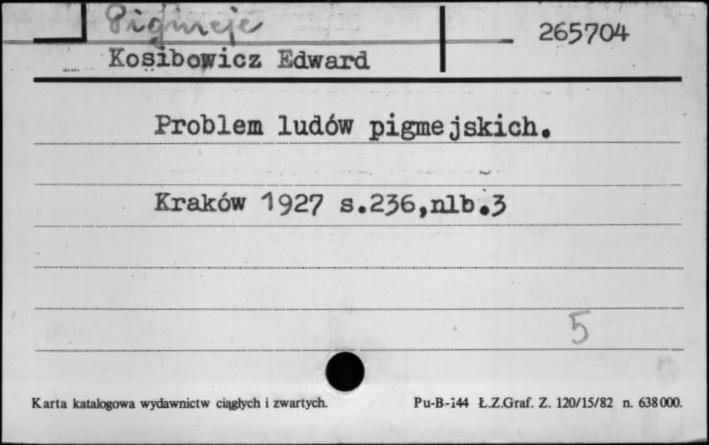 Pigmeje
265704
Kosibowicz Edward
Problem ludów pigmejskich.
Kraków 1927 s.236,nlb.3
5
Karta katalogowa wydawnictw ciągłych i zwartych.
Pu-B-144 Ł.Z.Graf. Z. 120/15/82 n. 638000.